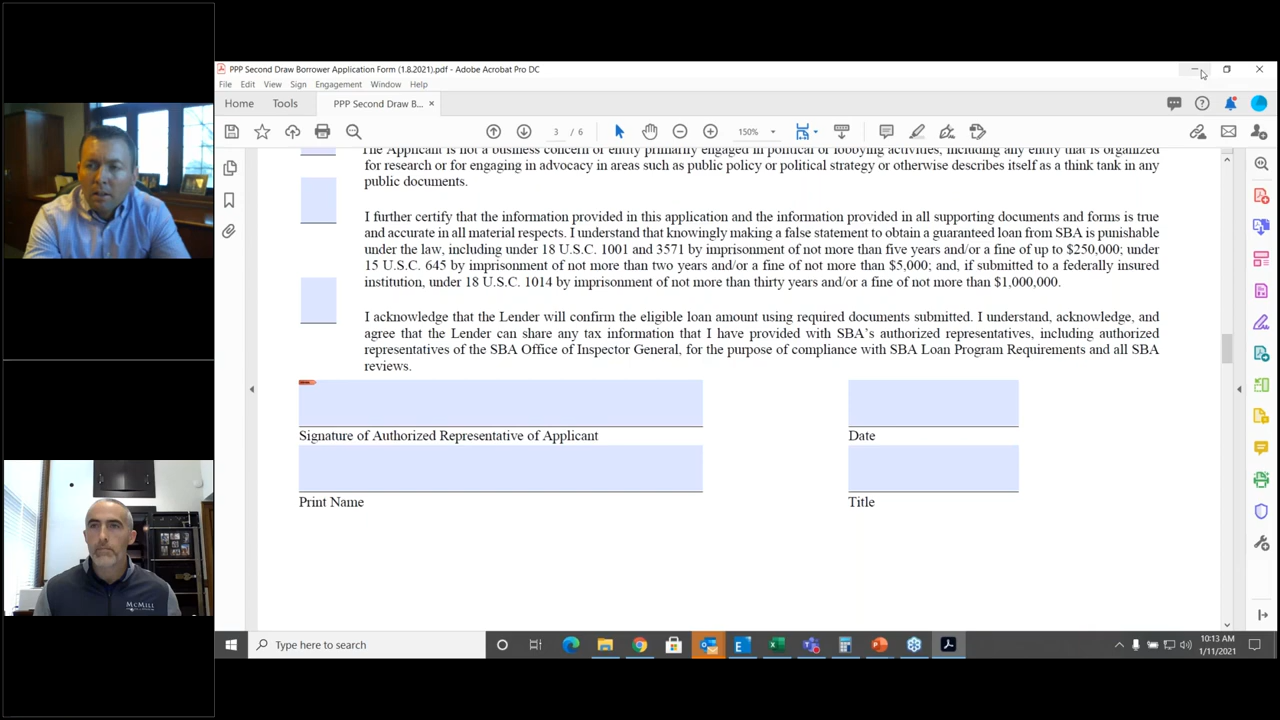 PPP Second Draw Borrower Application Form (1.8.2021).pdf - Adobe Acrobat Pro DC
File Edit View Sign Engagement Window Help
Home Tools PPP Second Draw B... ×
3 / 6 150%
The Applicant is not a business concern or entity primarily engaged in political or lobbying activities, including any entity that is organized
for research or for engaging in advocacy in areas such as public policy or political strategy or otherwise describes itself as a think tank in any
public documents.
I further certify that the information provided in this application and the information provided in all supporting documents and forms is true
and accurate in all material respects. I understand that knowingly making a false statement to obtain a guaranteed loan from SBA is punishable
under the law, including under 18 U.S.C. 1001 and 3571 by imprisonment of not more than five years and/or a fine of up to $250,000; under
15 U.S.C. 645 by imprisonment of not more than two years and/or a fine of not more than $5,000; and, if submitted to a federally insured
institution, under 18 U.S.C. 1014 by imprisonment of not more than thirty years and/or a fine of not more than $1,000,000.
I acknowledge that the Lender will confirm the eligible loan amount using required documents submitted. I understand, acknowledge, and
agree that the Lender can share any tax information that I have provided with SBA's authorized representatives, including authorized
representatives of the SBA Office of Inspector General, for the purpose of compliance with SBA Loan Program Requirements and all SBA
reviews.
Signature of Authorized Representative of Applicant Date
Print Name Title
McMILL
Type here to search
10:13 AM
1/11/2021